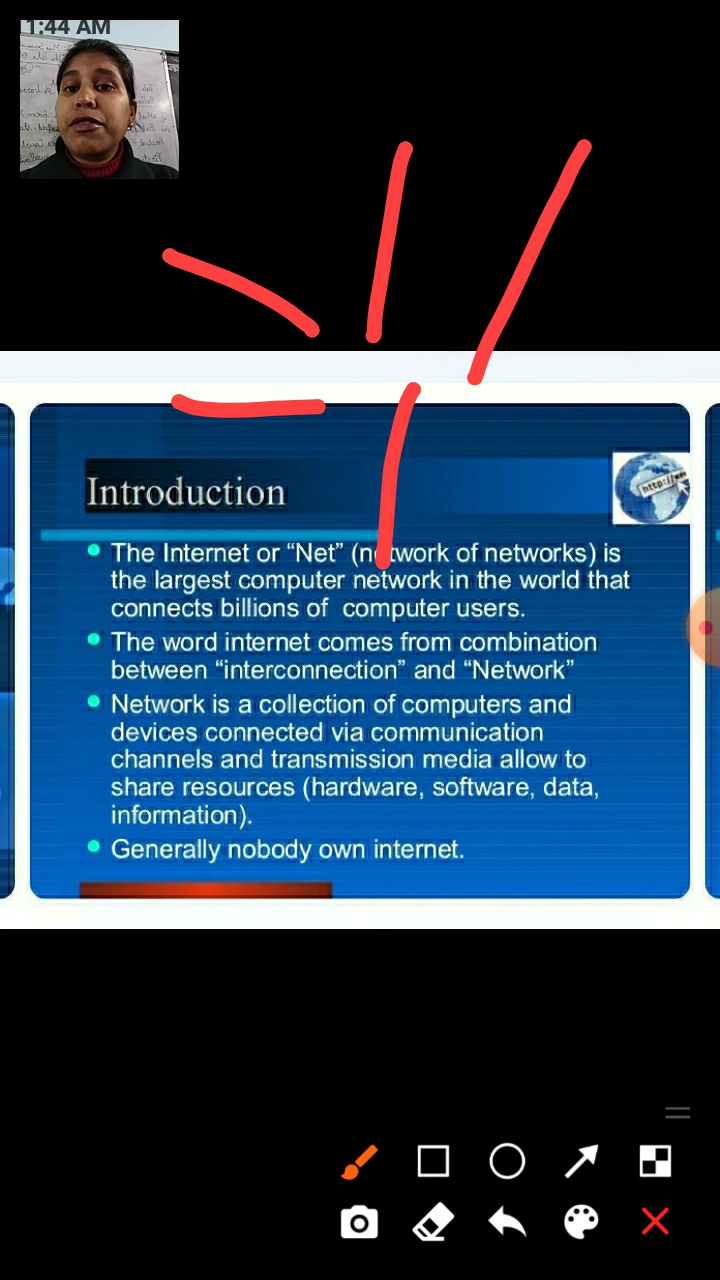 1:44 AM
Introduction
http://ww
The Internet or “Net” (network of networks) is
the largest computer network in the world that
connects billions of computer users.
The word internet comes from combination
between “interconnection” and “Network”
Network is a collection of computers and
devices connected via communication
channels and transmission media allow to
share resources (hardware, software, data,
information).
Generally nobody own internet.